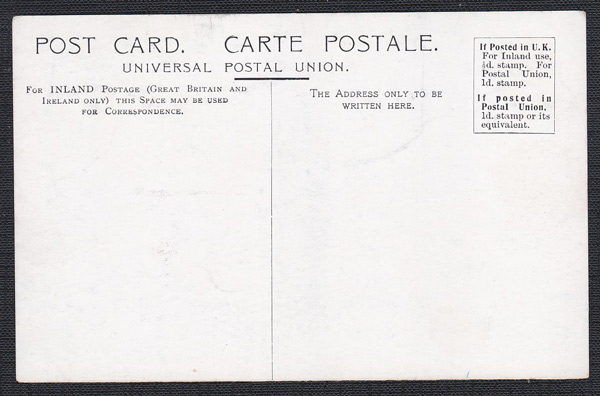 POST CARD. CARTE POSTALE.
UNIVERSAL POSTAL UNION.
For INLAND Postage (Great Britain and
Ireland only) this Space may be used
for Correspondence.
The Address only to be
written here.
If Posted in U.K.
For Inland use,
½d. stamp. For
Postal Union,
1d. stamp.
If posted in
Postal Union,
1d. stamp or its
equivalent.